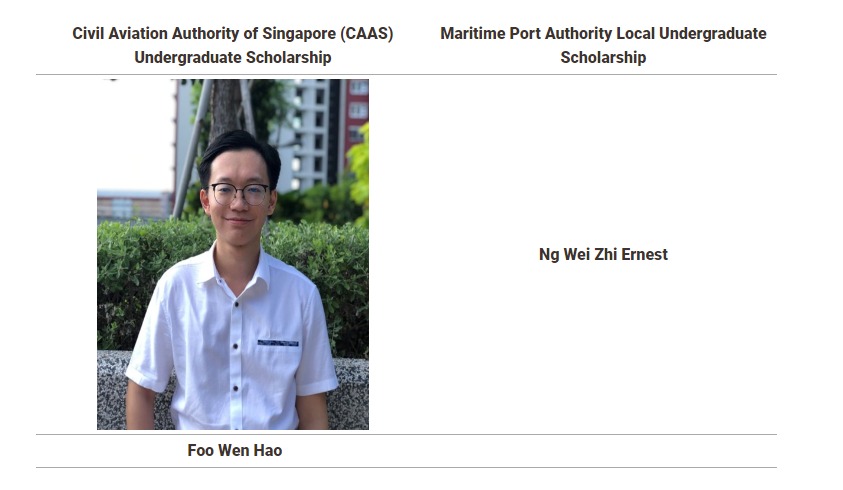 Civil Aviation Authority of Singapore (CAAS)
Undergraduate Scholarship
Maritime Port Authority Local Undergraduate
Scholarship
Ng Wei Zhi Ernest
Foo Wen Hao